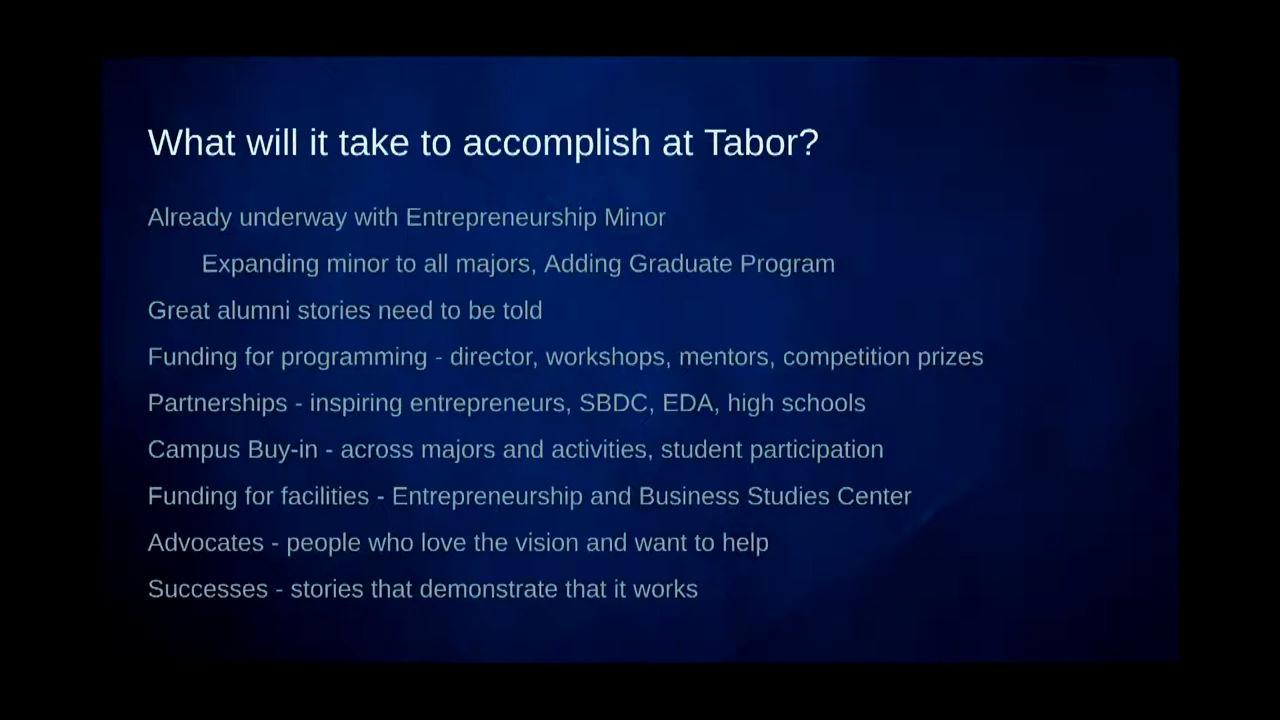 What will it take to accomplish at Tabor?
Already underway with Entrepreneurship Minor
Expanding minor to all majors, Adding Graduate Program
Great alumni stories need to be told
Funding for programming - director, workshops, mentors, competition prizes
Partnerships - inspiring entrepreneurs, SBDC, EDA, high schools
Campus Buy-in - across majors and activities, student participation
Funding for facilities - Entrepreneurship and Business Studies Center
Advocates - people who love the vision and want to help
Successes - stories that demonstrate that it works